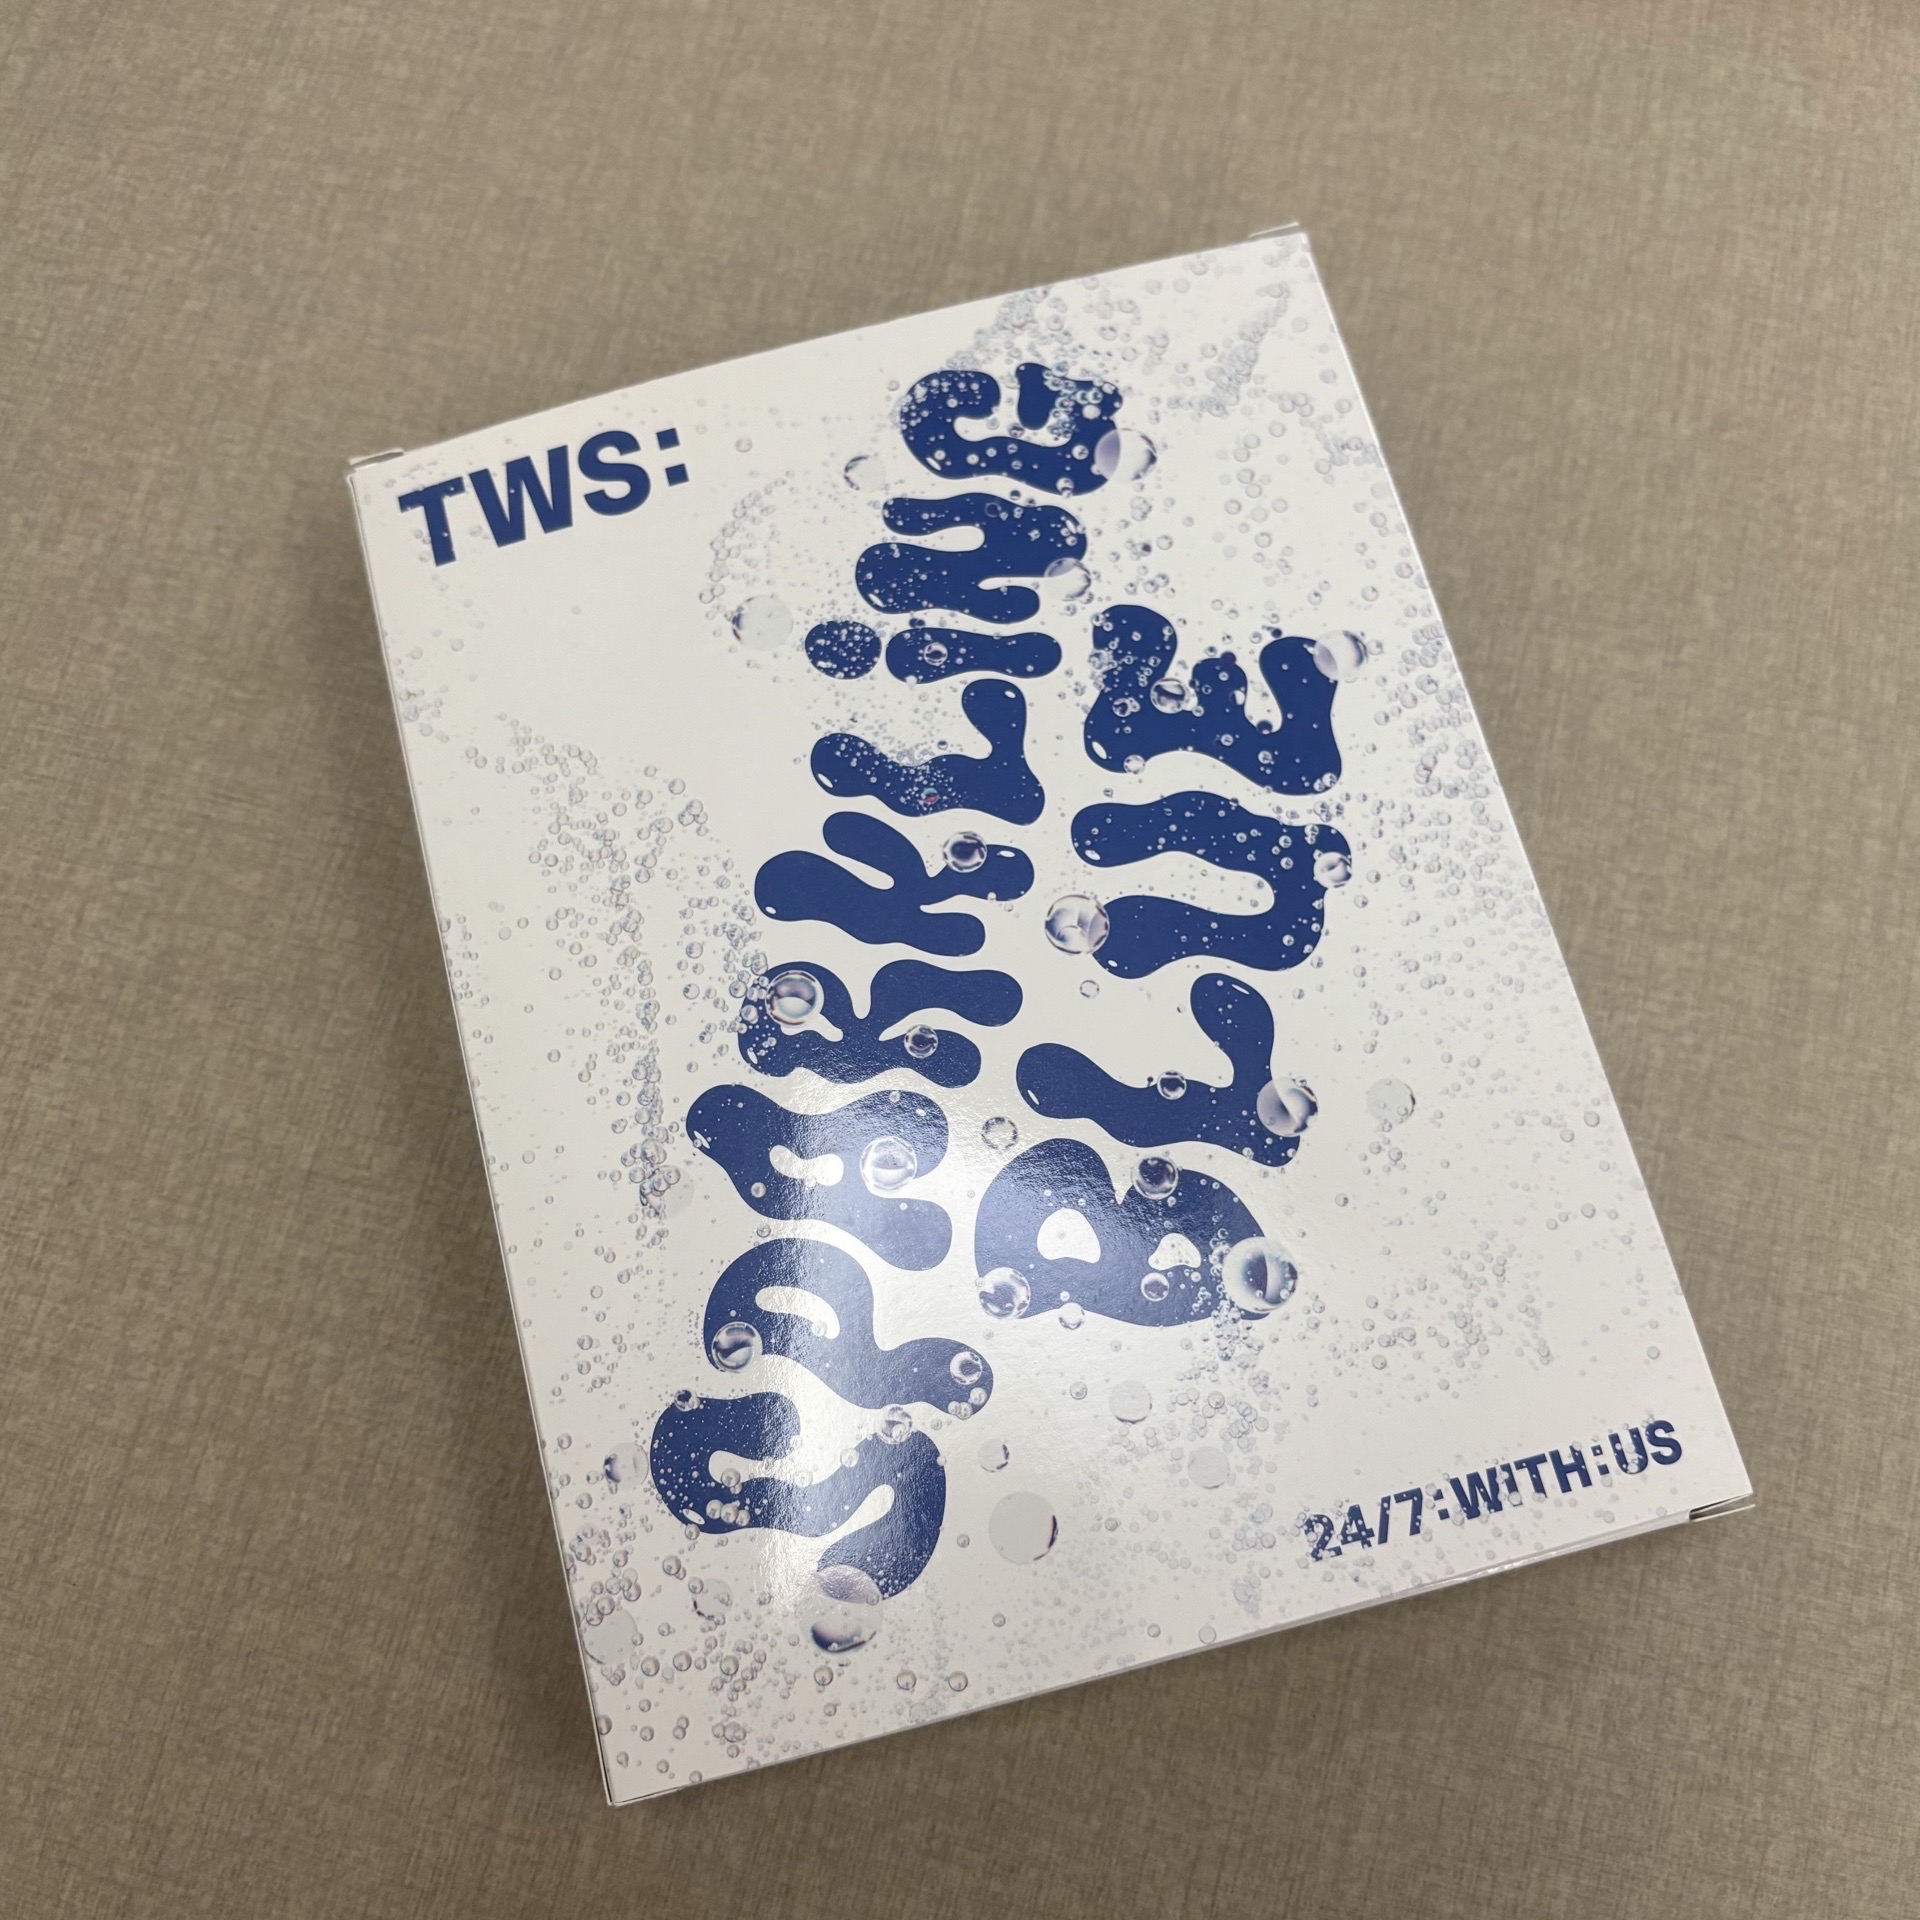 TWS:
SPARKLiNG
BLUE
24/7:WITH:US